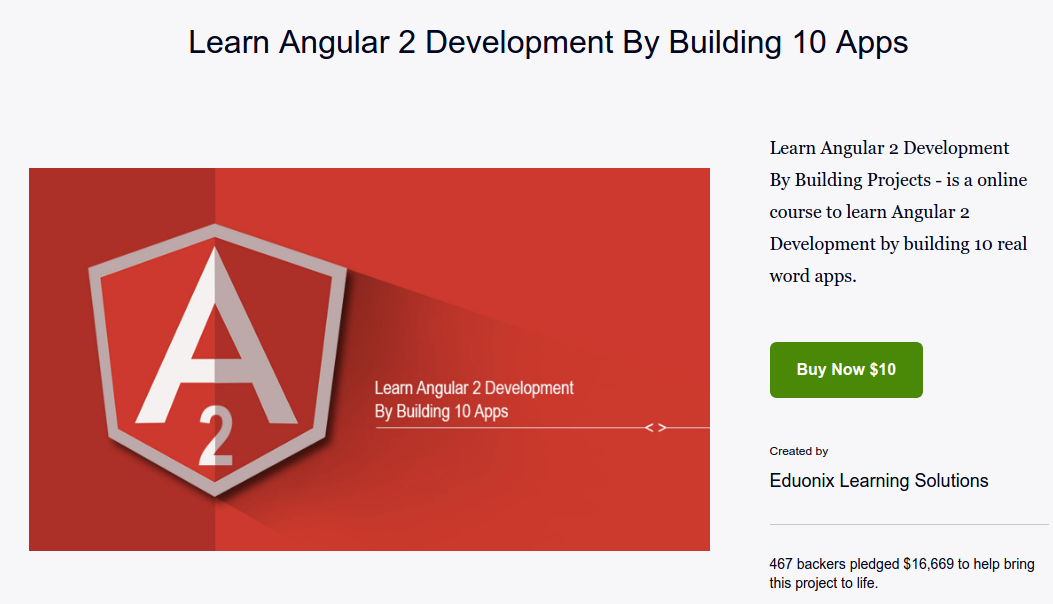 Learn Angular 2 Development By Building 10 Apps
A
2
Learn Angular 2 Development
By Building 10 Apps
< >
Learn Angular 2 Development
By Building Projects - is a online
course to learn Angular 2
Development by building 10 real
word apps.
Buy Now $10
Created by
Eduonix Learning Solutions
467 backers pledged $16,669 to help bring
this project to life.